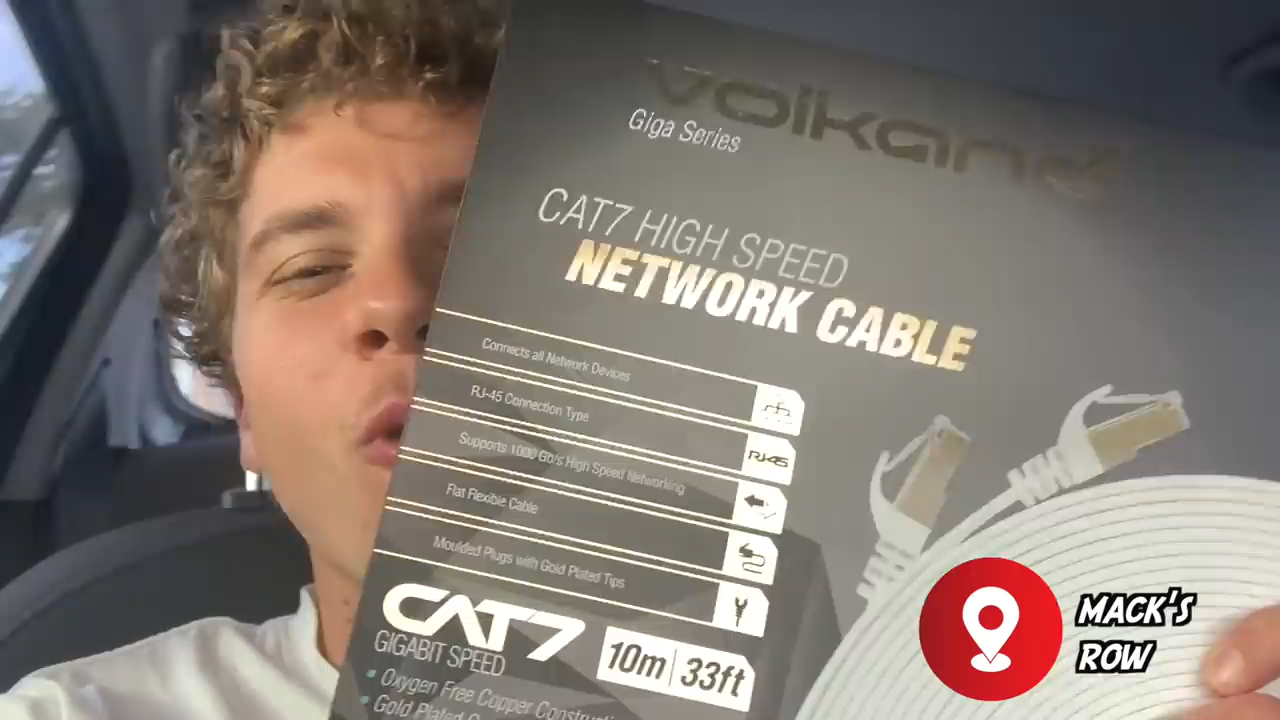 volkano
Giga Series
CAT7 HIGH SPEED
NETWORK CABLE
Connects all Network Devices
RJ-45 Connection Type
RJ45
Supports 1000 Gb/s High Speed Networking
Flat Flexible Cable
Moulded Plugs with Gold Plated Tips
CAT7
GIGABIT SPEED
10m 33ft
• Oxygen Free Copper
• Gold Plated
MACK'S
ROW